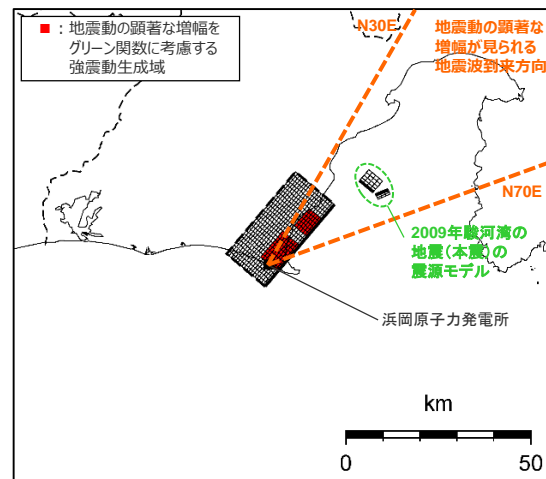 ■：地震動の顕著な増幅を
グリーン関数に考慮する
強震動生成域
N30E
地震動の顕著な
増幅が見られる
地震波到来方向
N70E
2009年駿河湾の
地震（本震）の
震源モデル
浜岡原子力発電所
km
0
50